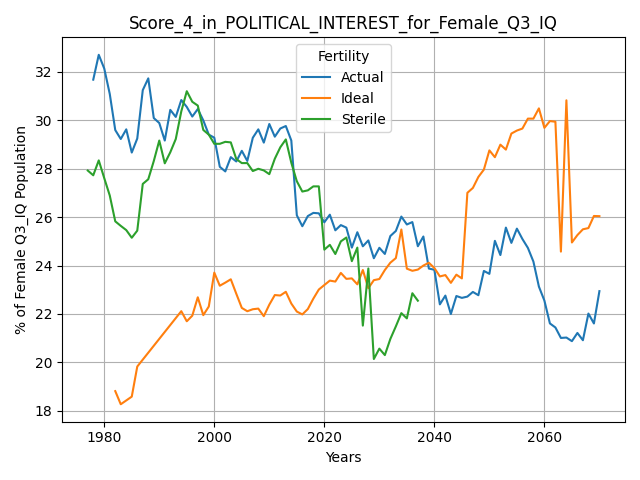 Score_4_in_POLITICAL_INTEREST_for_Female_Q3_IQ
Fertility
Actual
Ideal
Sterile
% of Female Q3_IQ Population
32
30
28
26
24
22
20
18
1980 2000 2020 2040 2060
Years